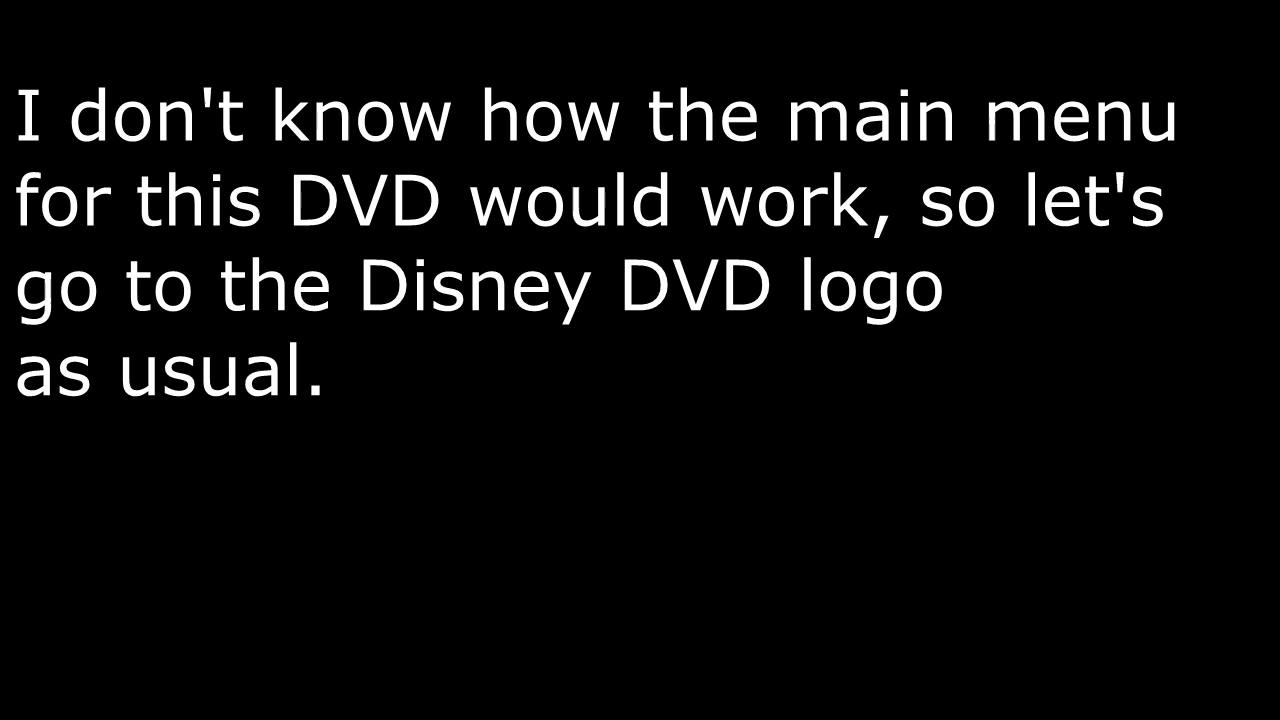 I don't know how the main menu
for this DVD would work, so let's
go to the Disney DVD logo
as usual.